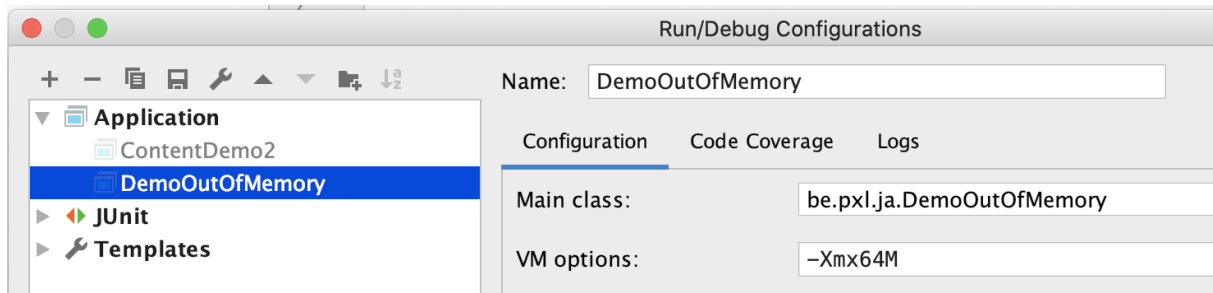 Run/Debug Configurations
Name: DemoOutOfMemory
Application
ContentDemo2
DemoOutOfMemory
JUnit
Templates
Configuration Code Coverage Logs
Main class: be.pxl.ja.DemoOutOfMemory
VM options: -Xmx64M